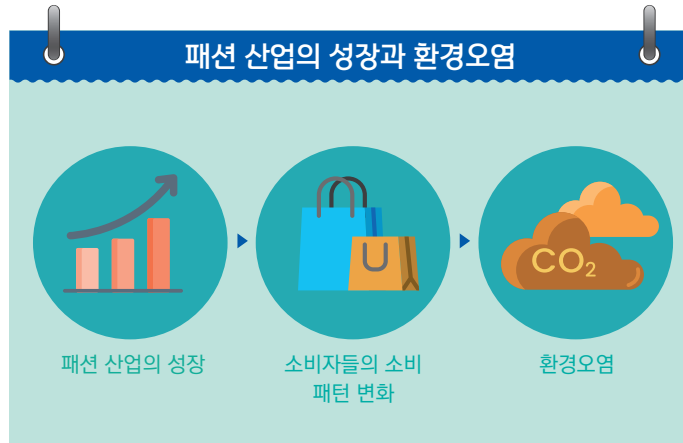 패션 산업의 성장과 환경오염
CO₂
패션 산업의 성장
소비자들의 소비
패턴 변화
환경오염